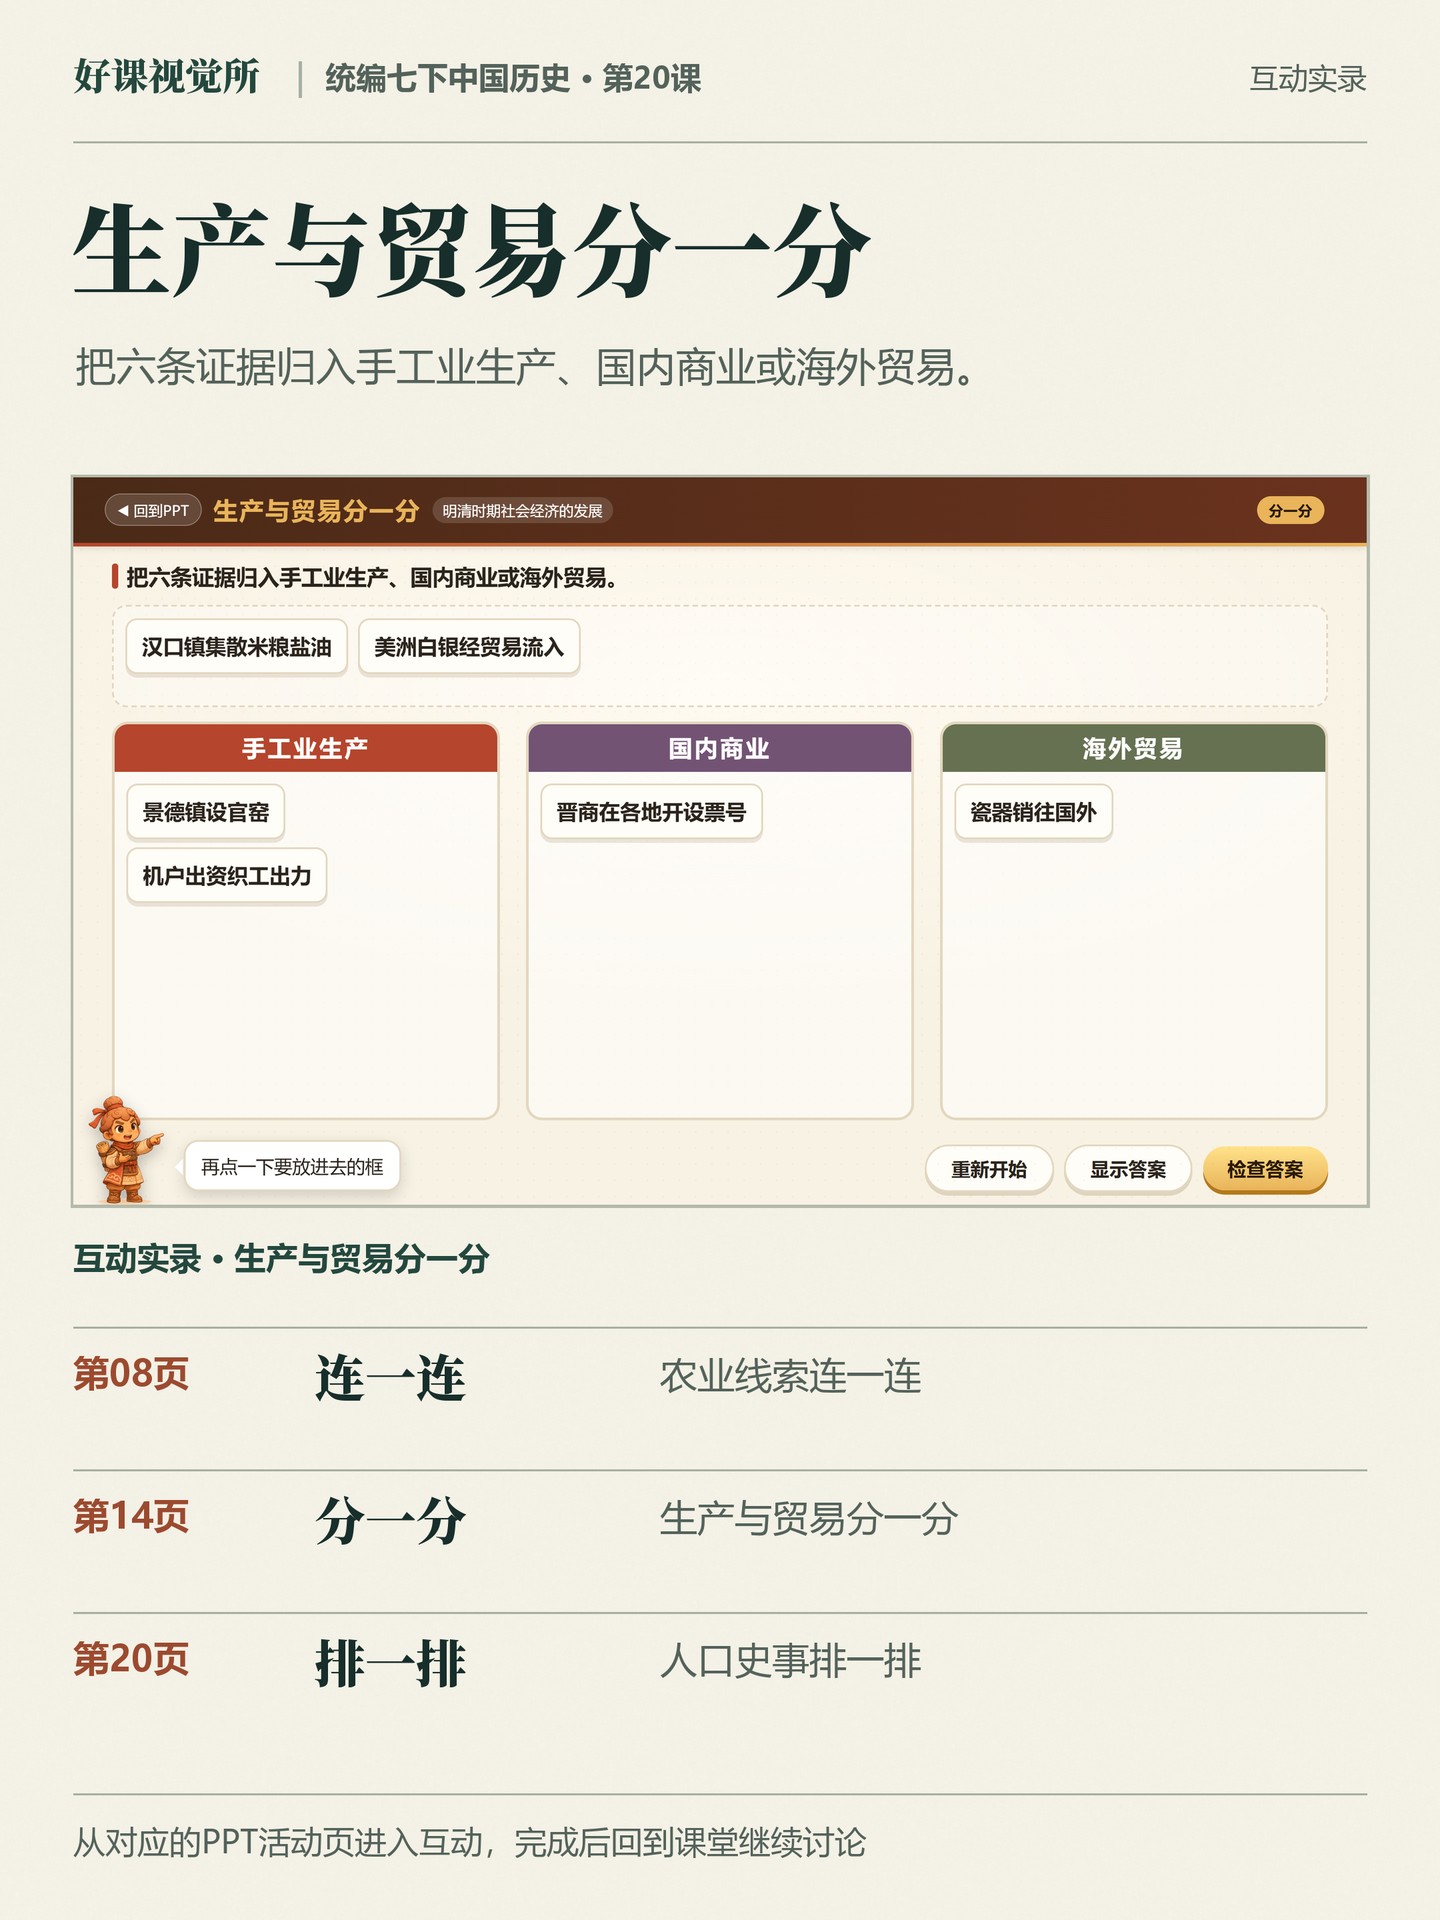 好课视觉所 | 统编七下中国历史·第20课
互动实录
生产与贸易分一分
把六条证据归入手工业生产、国内商业或海外贸易。
◀ 回到PPT 生产与贸易分一分 明清时期社会经济的发展 分一分
把六条证据归入手工业生产、国内商业或海外贸易。
汉口镇集散米粮盐油 美洲白银经贸易流入
手工业生产 国内商业 海外贸易
景德镇设官窑 晋商在各地开设票号 瓷器销往国外
机户出资织工出力
再点一下要放进去的框 重新开始 显示答案 检查答案
互动实录·生产与贸易分一分
第08页 连一连 农业线索连一连
第14页 分一分 生产与贸易分一分
第20页 排一排 人口史事排一排
从对应的PPT活动页进入互动，完成后回到课堂继续讨论